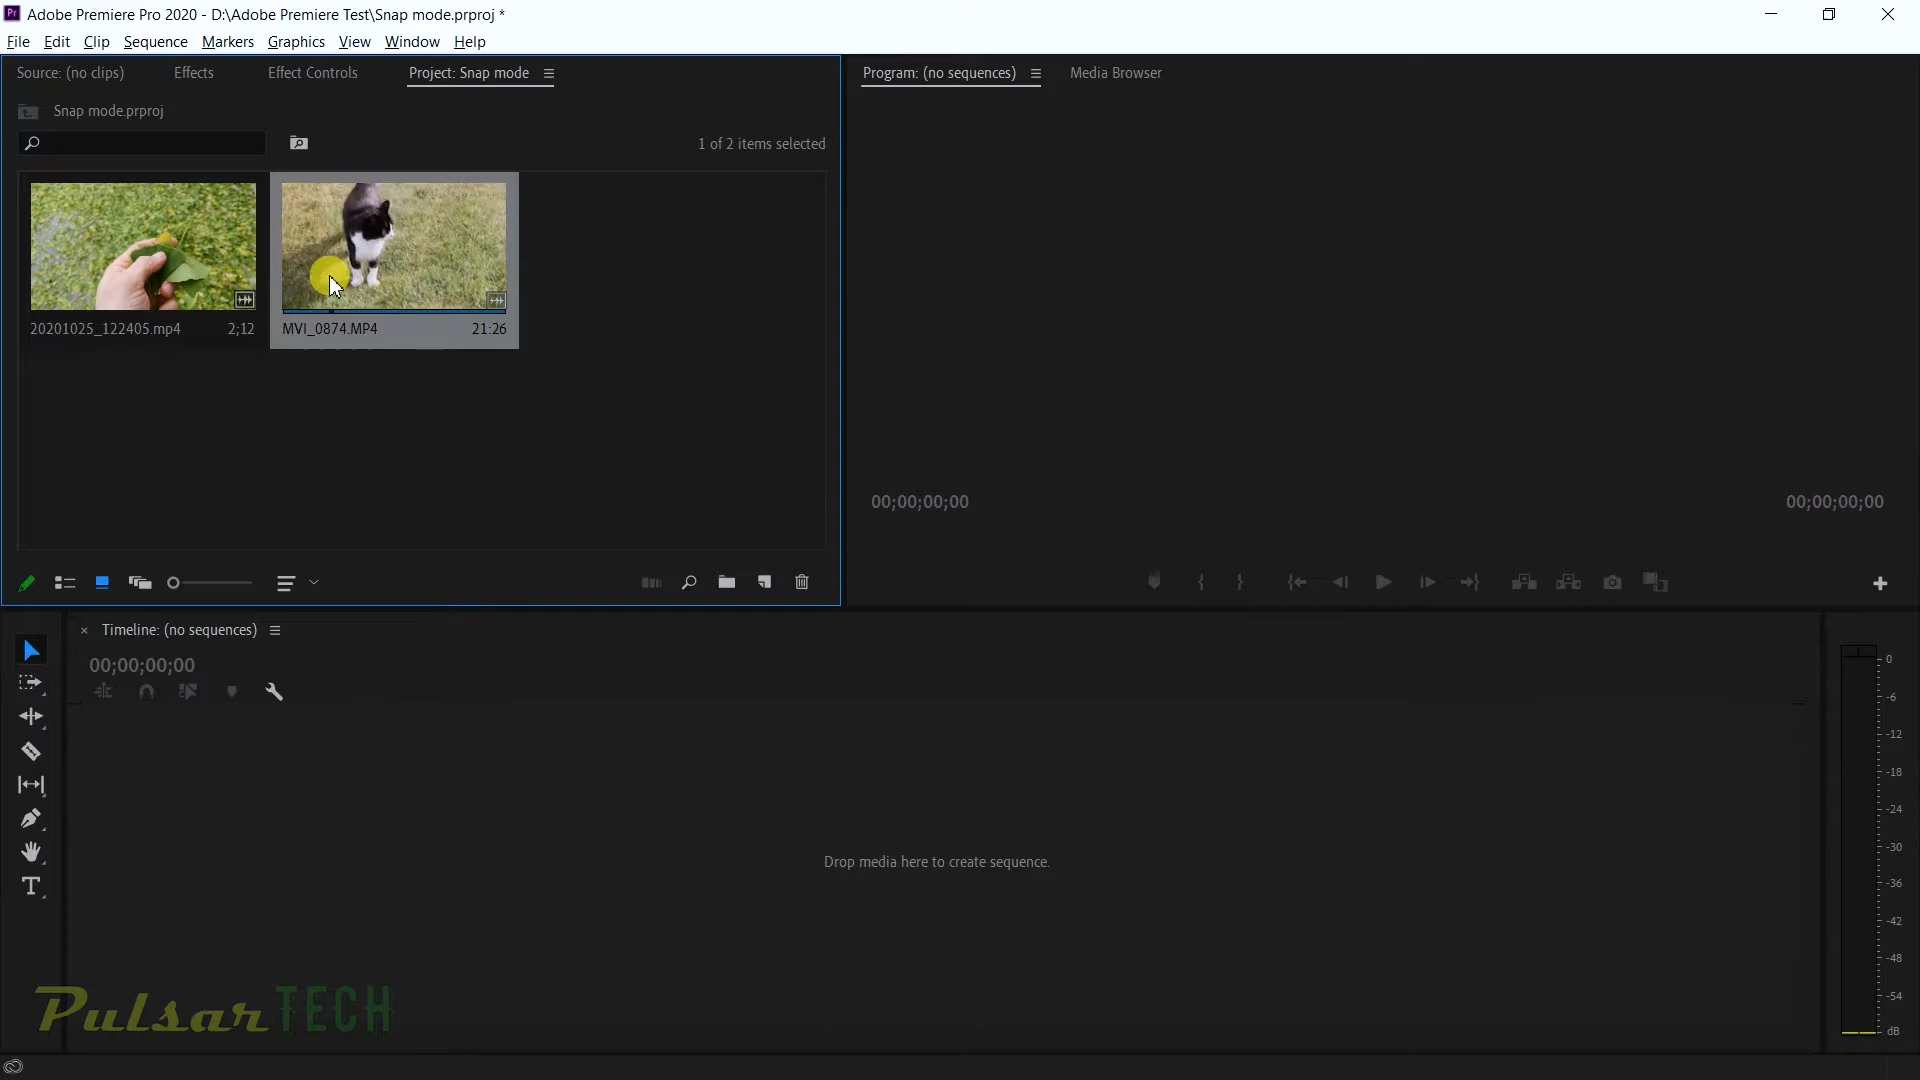 Adobe Premiere Pro 2020 - D:\Adobe Premiere Test\Snap mode.prproj *
File Edit Clip Sequence Markers Graphics View Window Help
Source: (no clips) Effects Effect Controls Project: Snap mode
Program: (no sequences) Media Browser
Snap mode.prproj
1 of 2 items selected
20201025_122405.mp4 2;12
MVI_0874.MP4 21:26
00;00;00;00 00;00;00;00
Timeline: (no sequences)
00;00;00;00
Drop media here to create sequence.
0
-6
-12
-18
-24
-30
-36
-42
-48
-54
dB
Pulsar TECH